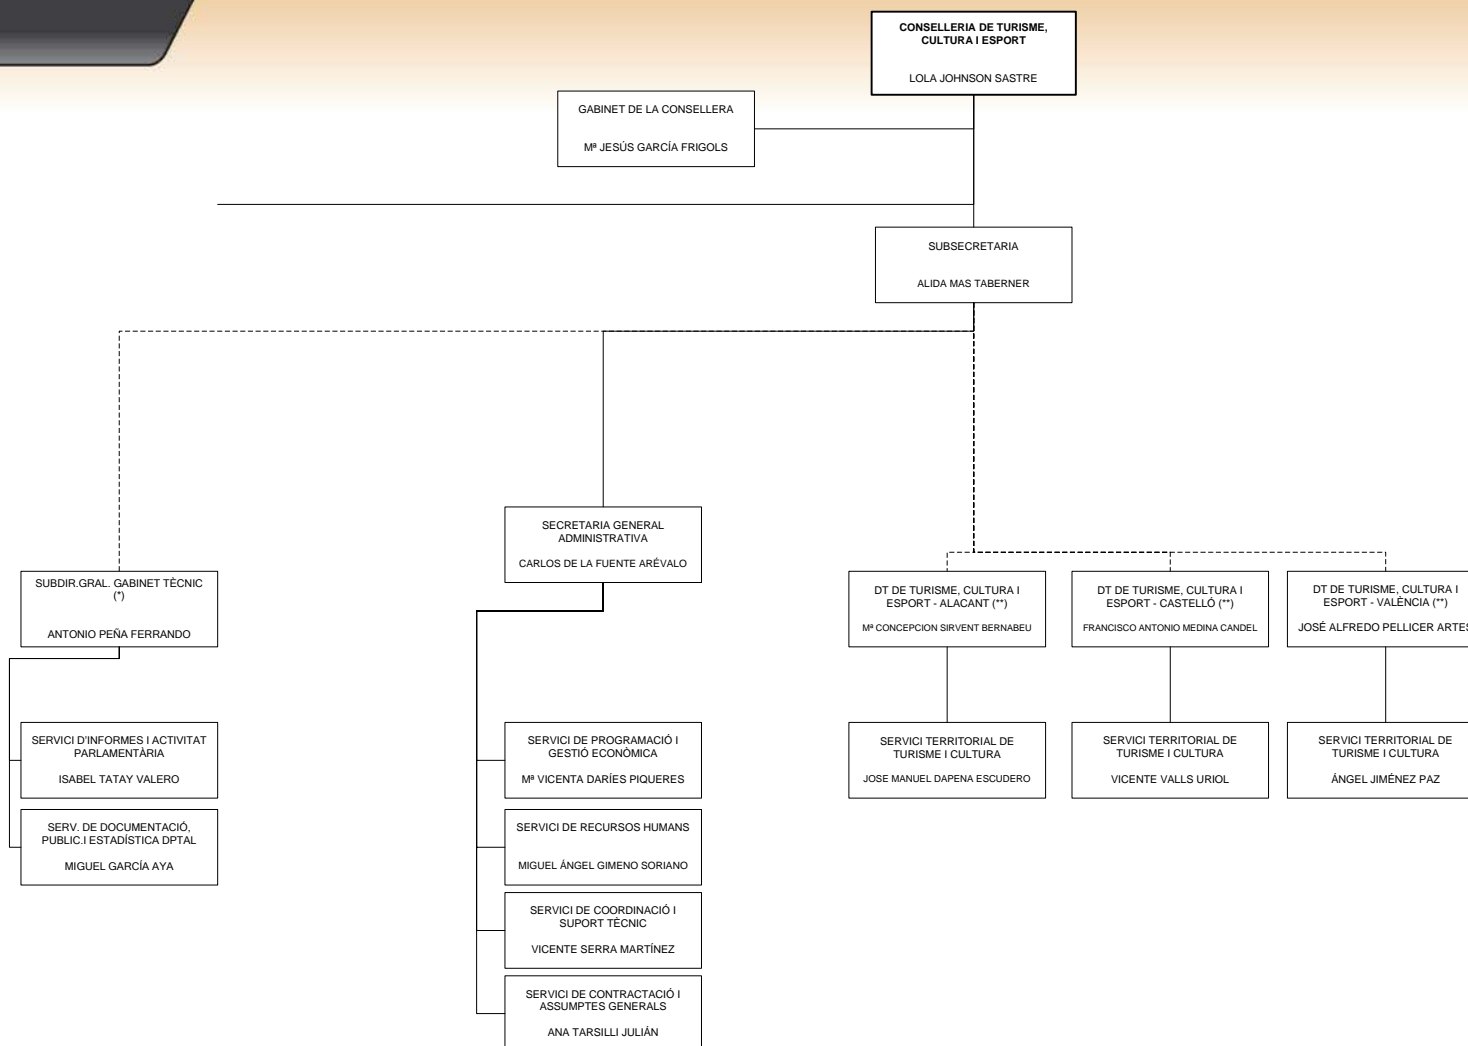 CONSELLERIA DE TURISME,
CULTURA I ESPORT
LOLA JOHNSON SASTRE
GABINET DE LA CONSELLERA
Mª JESÚS GARCÍA FRIGOLS
SUBSECRETARIA
ALIDA MAS TABERNER
SECRETARIA GENERAL
ADMINISTRATIVA
CARLOS DE LA FUENTE ARÉVALO
SUBDIR.GRAL. GABINET TÈCNIC
(*)
ANTONIO PEÑA FERRANDO
DT DE TURISME, CULTURA I
ESPORT - ALACANT (**)
Mª CONCEPCION SIRVENT BERNABEU
DT DE TURISME, CULTURA I
ESPORT - CASTELLÓ (**)
FRANCISCO ANTONIO MEDINA CANDEL
DT DE TURISME, CULTURA I
ESPORT - VALÈNCIA (**)
JOSÉ ALFREDO PELLICER ARTES
SERVICI D'INFORMES I ACTIVITAT
PARLAMENTÀRIA
ISABEL TATAY VALERO
SERV. DE DOCUMENTACIÓ,
PUBLIC.I ESTADÍSTICA DPTAL
MIGUEL GARCÍA AYA
SERVICI DE PROGRAMACIÓ I
GESTIÓ ECONÒMICA
Mª VICENTA DARÍES PIQUERES
SERVICI DE RECURSOS HUMANS
MIGUEL ÁNGEL GIMENO SORIANO
SERVICI DE COORDINACIÓ I
SUPORT TÈCNIC
VICENTE SERRA MARTÍNEZ
SERVICI DE CONTRACTACIÓ I
ASSUMPTES GENERALS
ANA TARSILLI JULIÁN
SERVICI TERRITORIAL DE
TURISME I CULTURA
JOSE MANUEL DAPENA ESCUDERO
SERVICI TERRITORIAL DE
TURISME I CULTURA
VICENTE VALLS URIOL
SERVICI TERRITORIAL DE
TURISME I CULTURA
ÁNGEL JIMÉNEZ PAZ